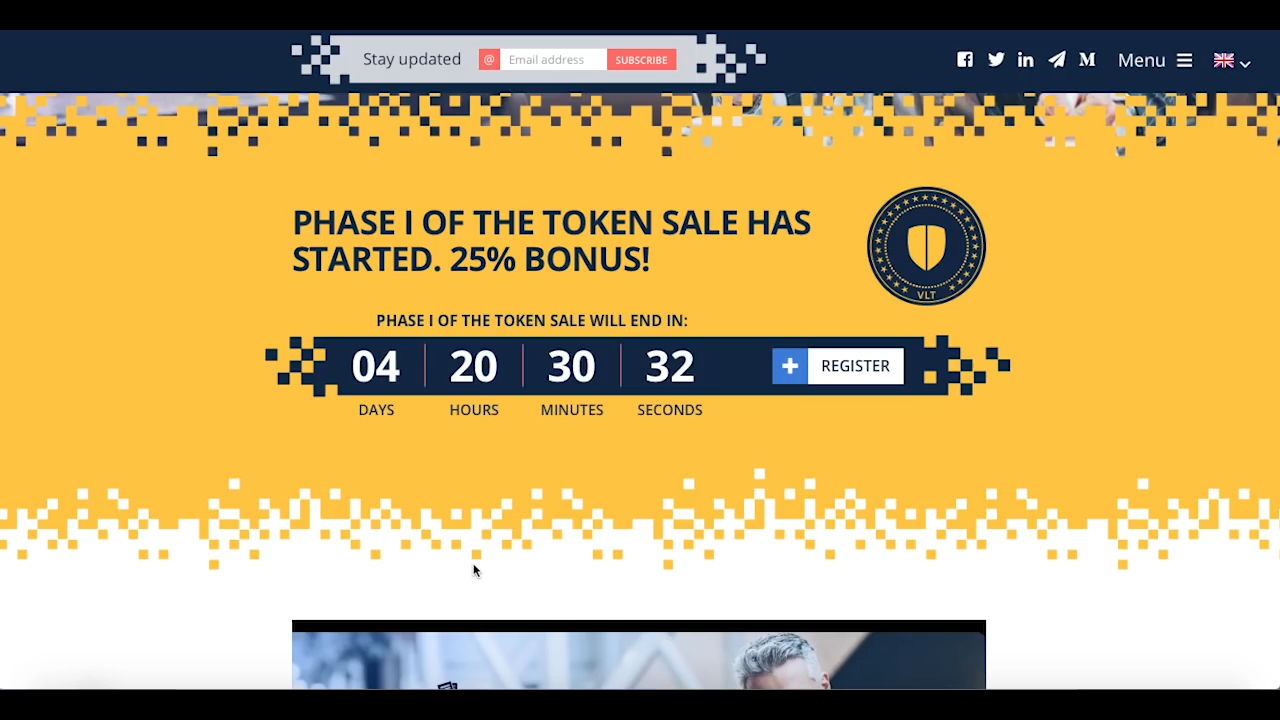 Stay updated
@ Email address SUBSCRIBE
Menu
PHASE I OF THE TOKEN SALE HAS
STARTED. 25% BONUS!
VLT
PHASE I OF THE TOKEN SALE WILL END IN:
04 20 30 32
+ REGISTER
DAYS HOURS MINUTES SECONDS